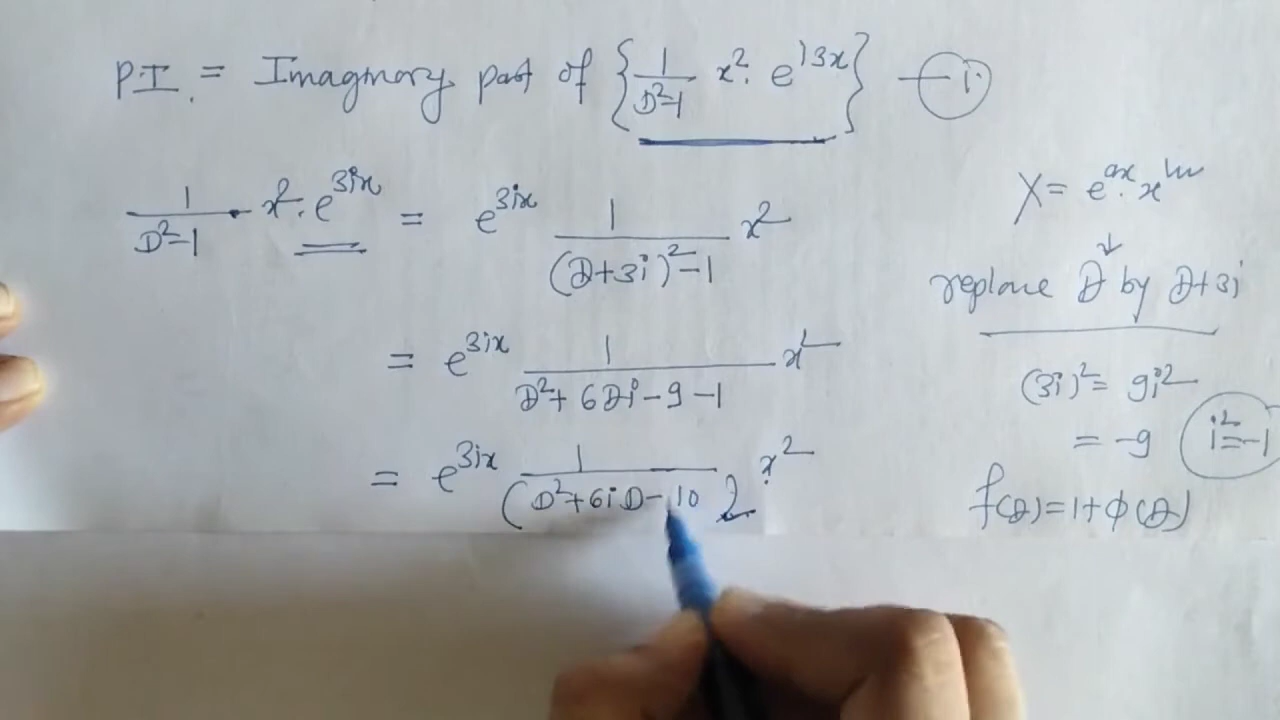 P.I. = Imaginary part of { 1/(D²-1) x². e^(i3x) } — i.
1/(D²-1) . x². e^(3ix) = e^(3ix) 1/((D+3i)²-1) x²
= e^(3ix) 1/(D²+6Di-9-1) x²
= e^(3ix) 1/(D²+6iD-10) x²
X = e^(ax). x^m
↓
replace D by D+3i
(3i)² = 9i²
= -9
i²=-1
f(D)=1+φ(D)